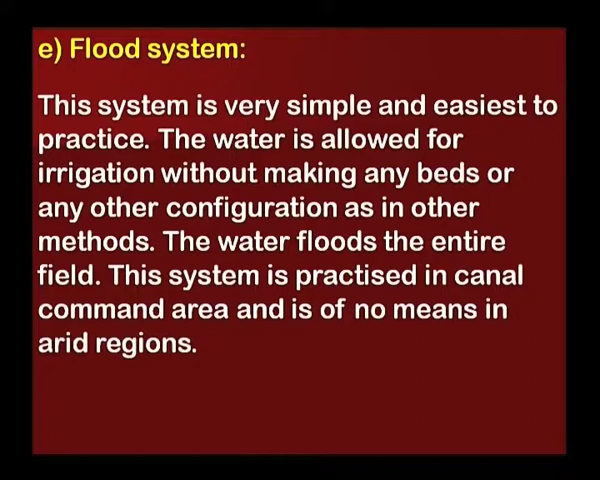 e) Flood system:
This system is very simple and easiest to
practice. The water is allowed for
irrigation without making any beds or
any other configuration as in other
methods. The water floods the entire
field. This system is practised in canal
command area and is of no means in
arid regions.